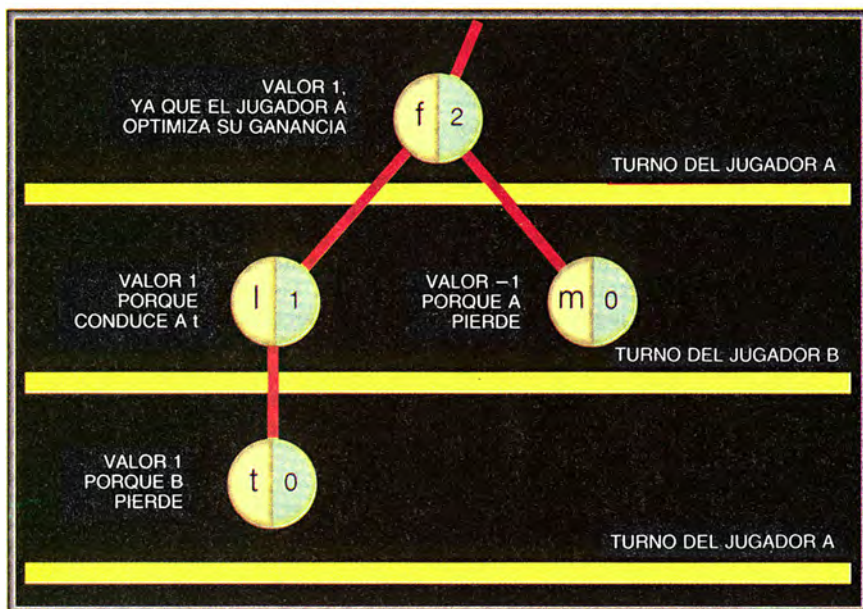 VALOR 1,
YA QUE EL JUGADOR A
OPTIMIZA SU GANANCIA
f 2
TURNO DEL JUGADOR A
VALOR 1
PORQUE
CONDUCE A t
l 1
VALOR –1
PORQUE A
PIERDE
m 0
TURNO DEL JUGADOR B
VALOR 1
PORQUE B
PIERDE
t 0
TURNO DEL JUGADOR A